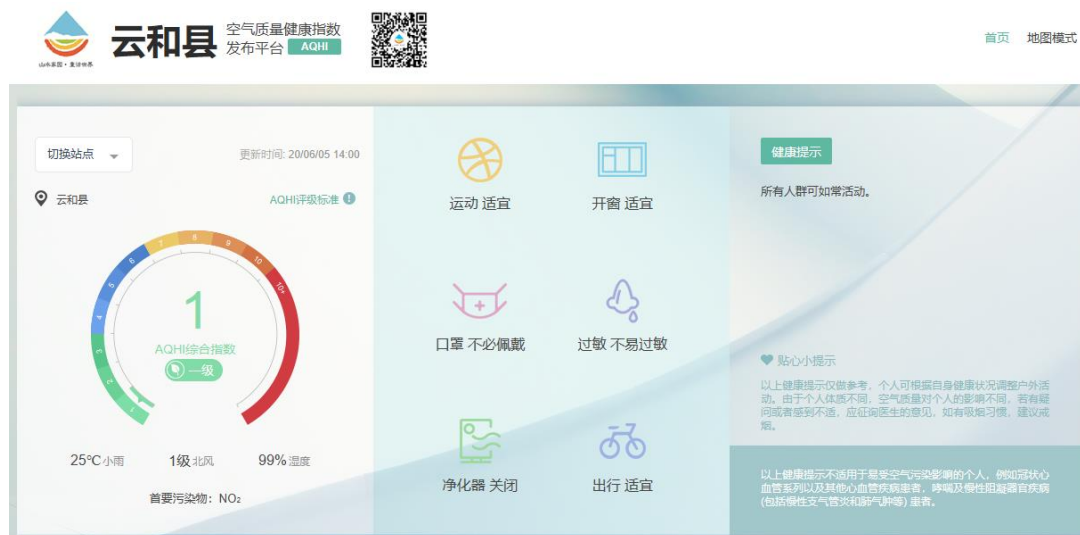 云和县
空气质量健康指数
发布平台 AQHI
首页 地图模式
切换站点
更新时间: 20/06/05 14:00
云和县
AQHI评级标准
1
2
3
4
5
6
7
8
9
10
10+
1
AQHI综合指数
一级
25℃小雨 1级北风 99%湿度
首要污染物：NO₂
运动 适宜
开窗 适宜
口罩 不必佩戴
过敏 不易过敏
净化器 关闭
出行 适宜
健康提示
所有人群可如常活动。
贴心小提示
以上健康提示仅做参考，个人可根据自身健康状况调整户外活
动。由于个人体质不同，空气质量对个人的影响不同，若有疑
问或者感到不适，应征询医生的意见，如有吸烟习惯，建议戒
烟。
以上健康提示不适用于易受空气污染影响的个人，例如冠状心
血管系列以及其他心血管疾病患者，哮喘及慢性阻凝器官疾病
(包括慢性支气管炎和肺气肿等) 患者。